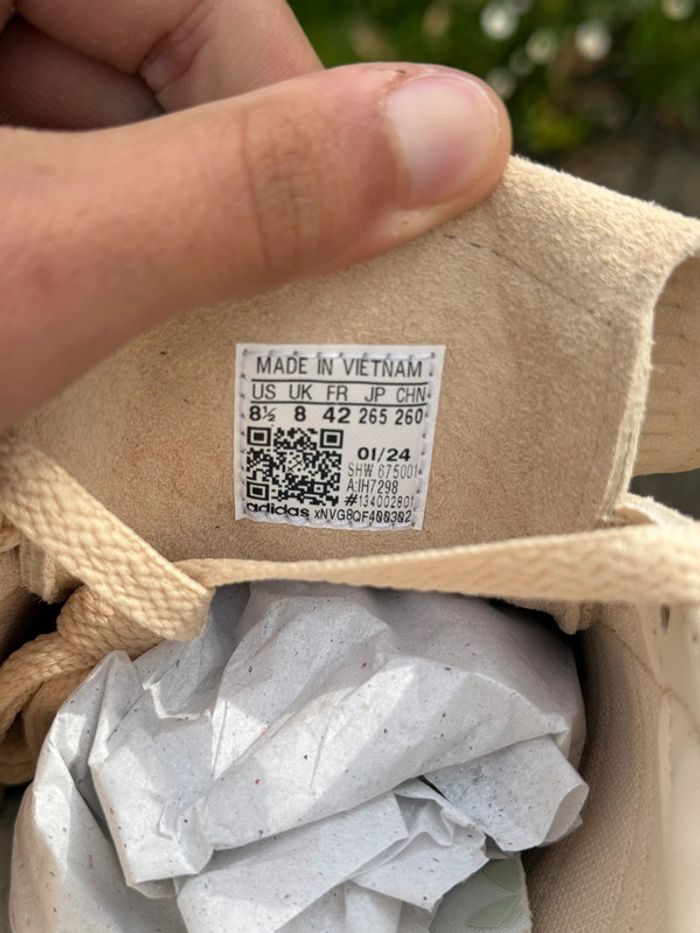 MADE IN VIETNAM
US UK FR JP CHN
8½ 8 42 265 260
01/24
SHW 675001
A:IH7298
#134002801
adidas xNVG8QF400302